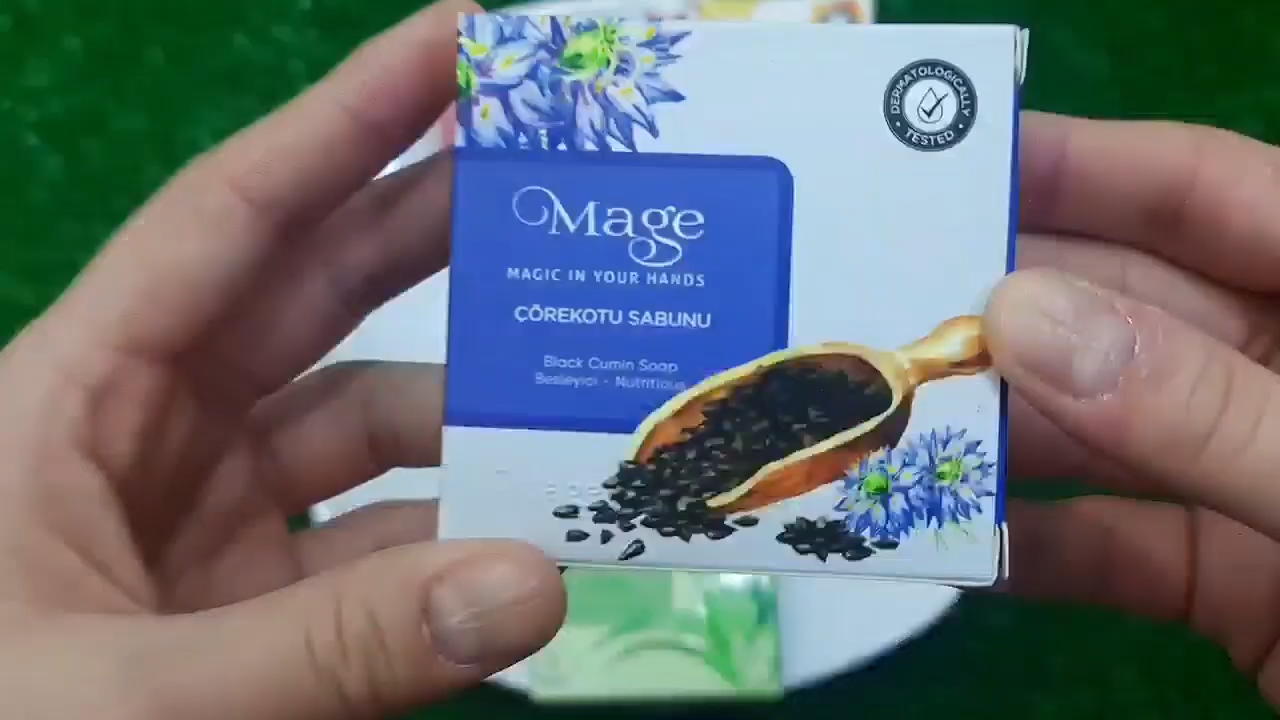 DERMATOLOGICALLY
• TESTED •
Mage
MAGIC IN YOUR HANDS
ÇÖREKOTU SABUNU
Black Cumin Soap
Besleyici - Nutritious